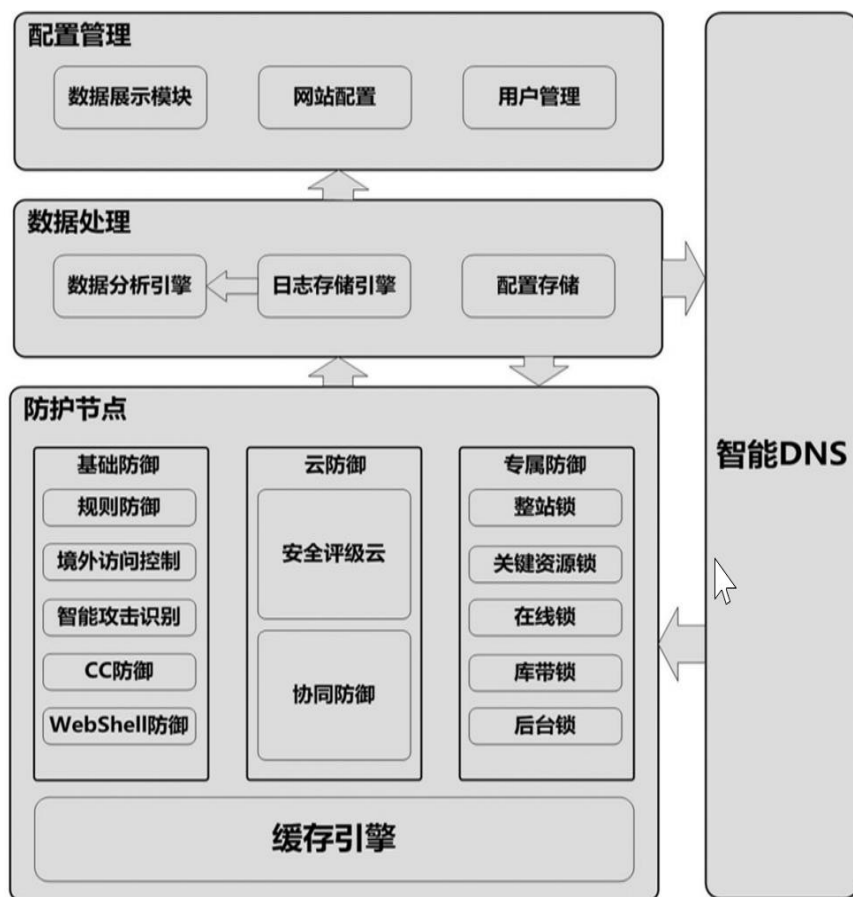 配置管理
数据展示模块
网站配置
用户管理
数据处理
数据分析引擎
日志存储引擎
配置存储
防护节点
基础防御
规则防御
境外访问控制
智能攻击识别
CC防御
WebShell防御
云防御
安全评级云
协同防御
专属防御
整站锁
关键资源锁
在线锁
库带锁
后台锁
缓存引擎
智能DNS